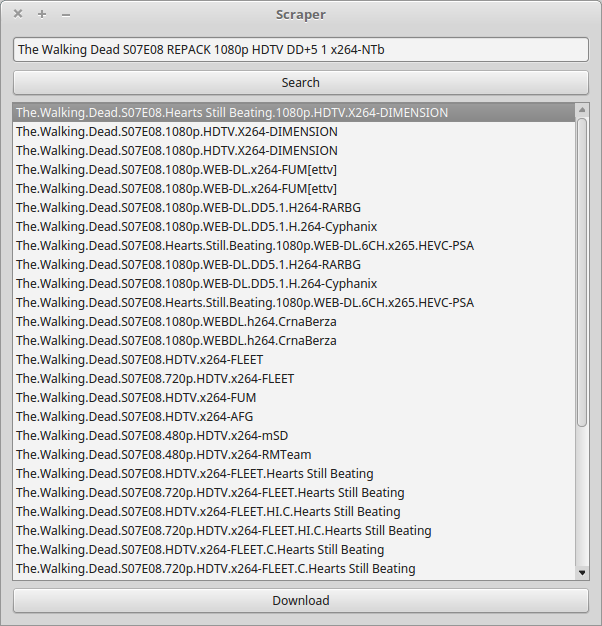 Scraper
The Walking Dead S07E08 REPACK 1080p HDTV DD+5 1 x264-NTb
Search
The.Walking.Dead.S07E08.Hearts Still Beating.1080p.HDTV.X264-DIMENSION
The.Walking.Dead.S07E08.1080p.HDTV.X264-DIMENSION
The.Walking.Dead.S07E08.1080p.HDTV.X264-DIMENSION
The.Walking.Dead.S07E08.1080p.WEB-DL.x264-FUM[ettv]
The.Walking.Dead.S07E08.1080p.WEB-DL.x264-FUM[ettv]
The.Walking.Dead.S07E08.1080p.WEB-DL.DD5.1.H264-RARBG
The.Walking.Dead.S07E08.1080p.WEB-DL.DD5.1.H.264-Cyphanix
The.Walking.Dead.S07E08.Hearts.Still.Beating.1080p.WEB-DL.6CH.x265.HEVC-PSA
The.Walking.Dead.S07E08.1080p.WEB-DL.DD5.1.H264-RARBG
The.Walking.Dead.S07E08.1080p.WEB-DL.DD5.1.H.264-Cyphanix
The.Walking.Dead.S07E08.Hearts.Still.Beating.1080p.WEB-DL.6CH.x265.HEVC-PSA
The.Walking.Dead.S07E08.1080p.WEBDL.h264.CrnaBerza
The.Walking.Dead.S07E08.1080p.WEBDL.h264.CrnaBerza
The.Walking.Dead.S07E08.HDTV.x264-FLEET
The.Walking.Dead.S07E08.720p.HDTV.x264-FLEET
The.Walking.Dead.S07E08.HDTV.x264-FUM
The.Walking.Dead.S07E08.HDTV.x264-AFG
The.Walking.Dead.S07E08.480p.HDTV.x264-mSD
The.Walking.Dead.S07E08.480p.HDTV.x264-RMTeam
The.Walking.Dead.S07E08.HDTV.x264-FLEET.Hearts Still Beating
The.Walking.Dead.S07E08.720p.HDTV.x264-FLEET.Hearts Still Beating
The.Walking.Dead.S07E08.HDTV.x264-FLEET.HI.C.Hearts Still Beating
The.Walking.Dead.S07E08.720p.HDTV.x264-FLEET.HI.C.Hearts Still Beating
The.Walking.Dead.S07E08.HDTV.x264-FLEET.C.Hearts Still Beating
The.Walking.Dead.S07E08.720p.HDTV.x264-FLEET.C.Hearts Still Beating
Download